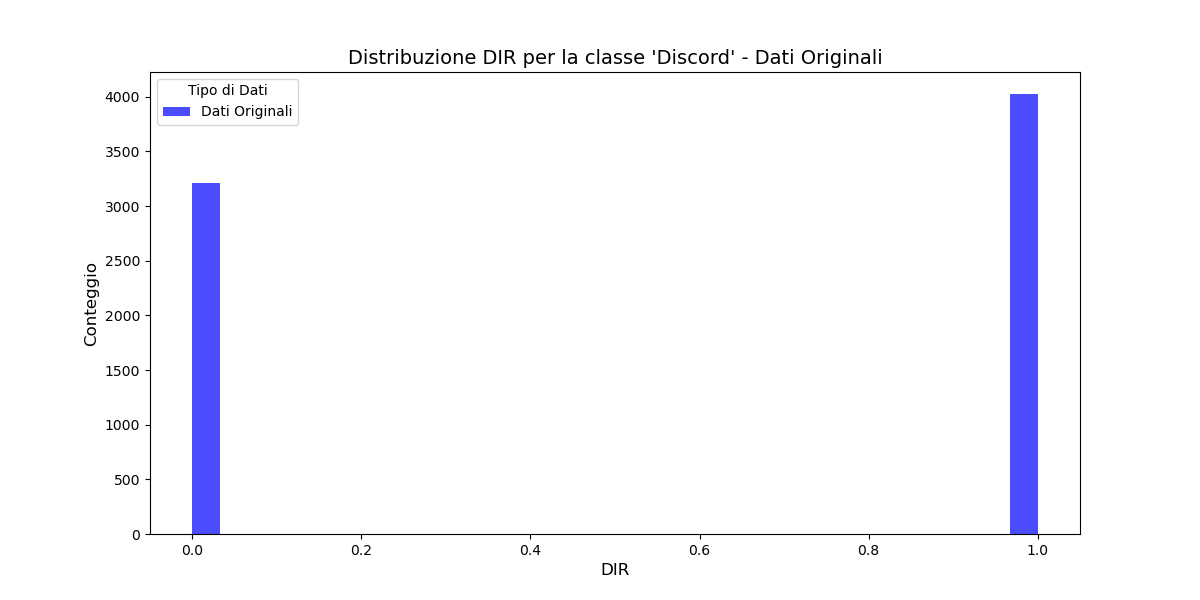 Distribuzione DIR per la classe 'Discord' - Dati Originali
Tipo di Dati
Dati Originali
Conteggio
4000
3500
3000
2500
2000
1500
1000
500
0
0.0 0.2 0.4 0.6 0.8 1.0
DIR